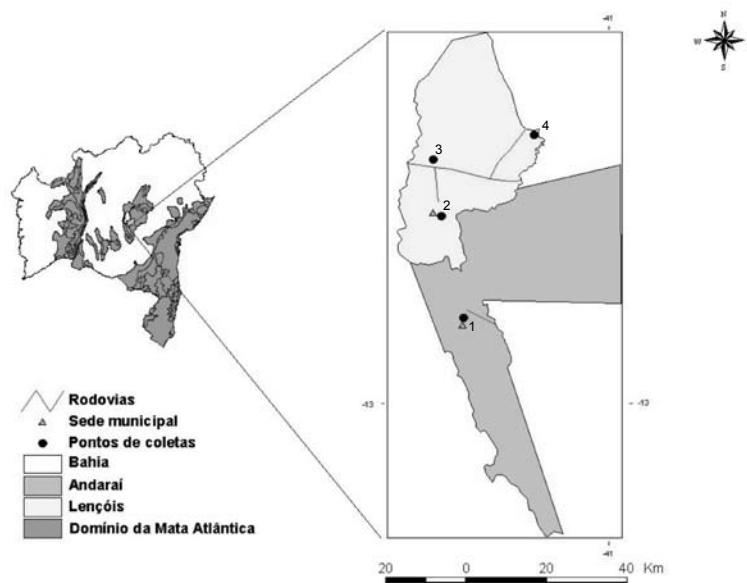 -41
N
W
E
S
4
3
2
1
-13
-13
-41
Rodovias
Sede municipal
Pontos de coletas
Bahia
Andaraí
Lençóis
Domínio da Mata Atlântica
20 0 20 40 Km